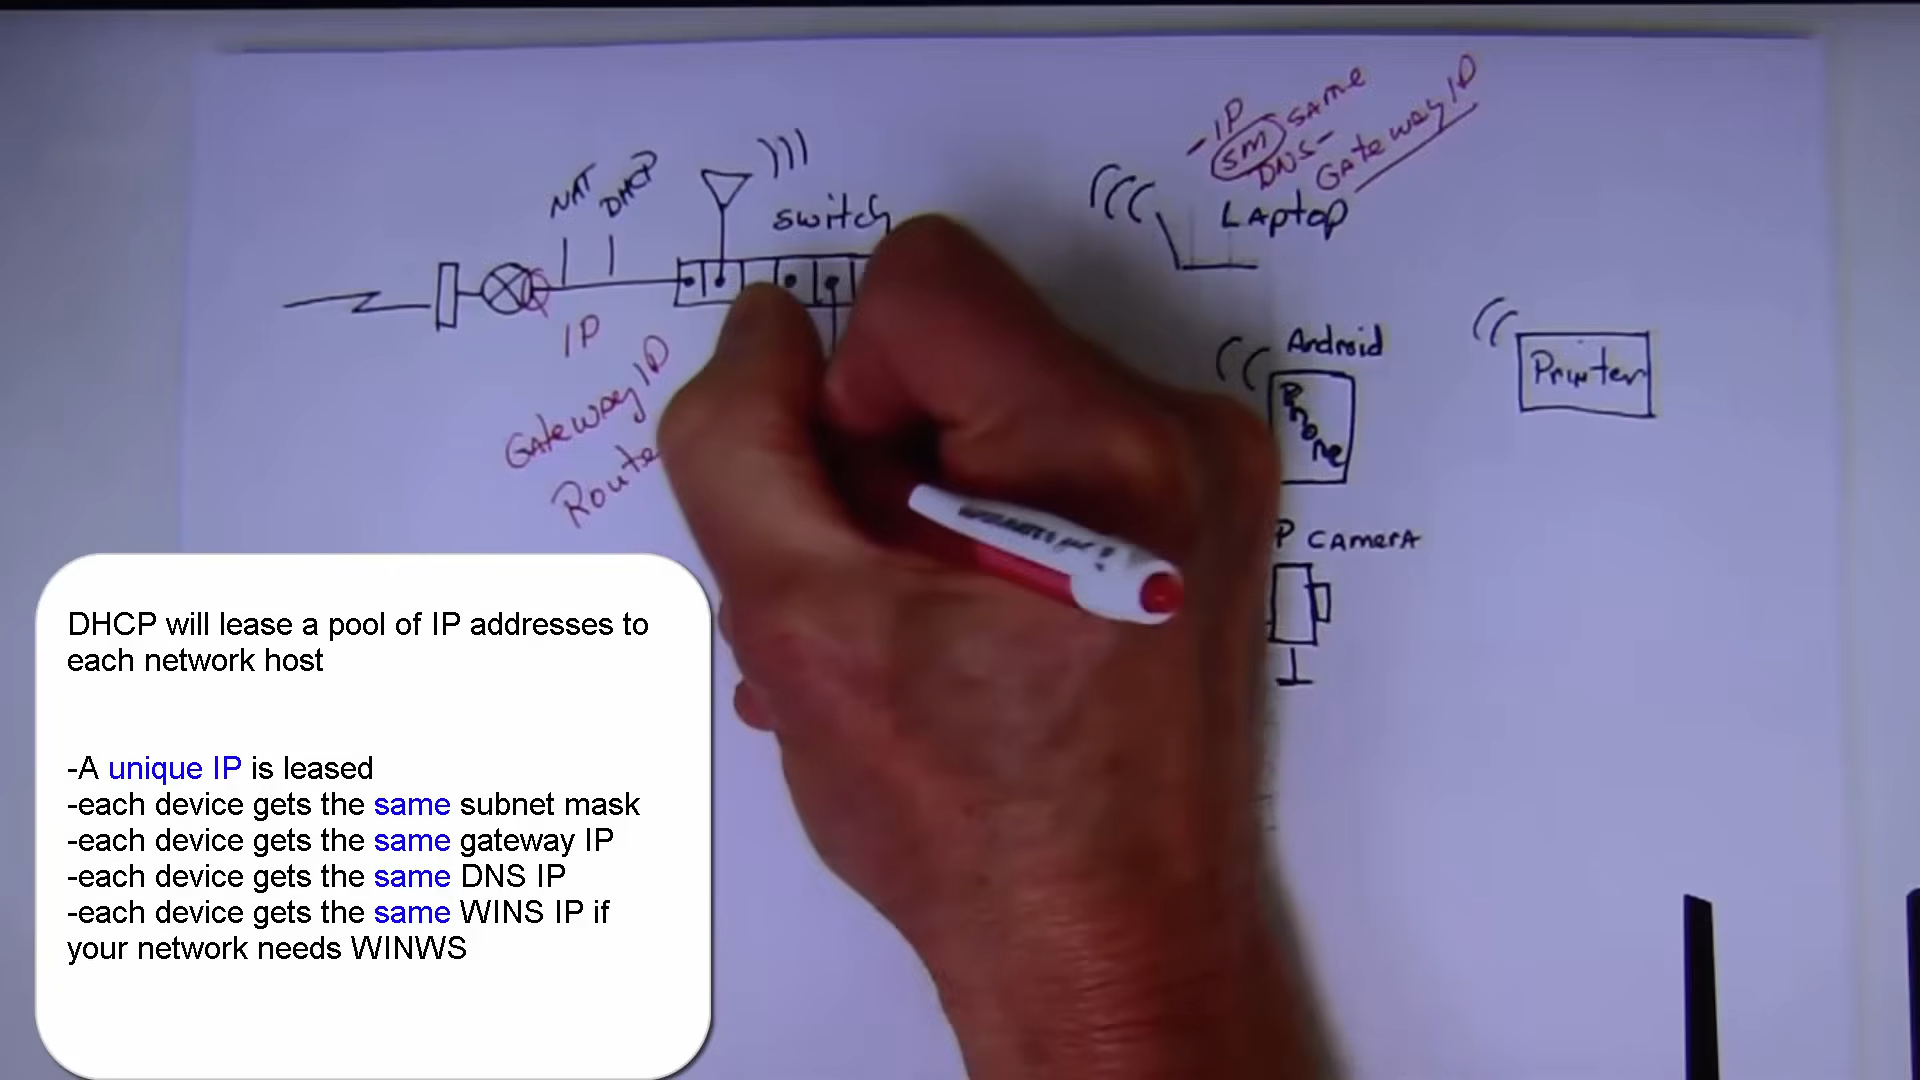 IP
SM SAME
DNS-
GAteway IP
LAptop
NAT
DHCP
switch
IP
GAteway IP
Route
Android
Phone
Printer
P CAMERA
DHCP will lease a pool of IP addresses to
each network host
-A unique IP is leased
-each device gets the same subnet mask
-each device gets the same gateway IP
-each device gets the same DNS IP
-each device gets the same WINS IP if
your network needs WINWS